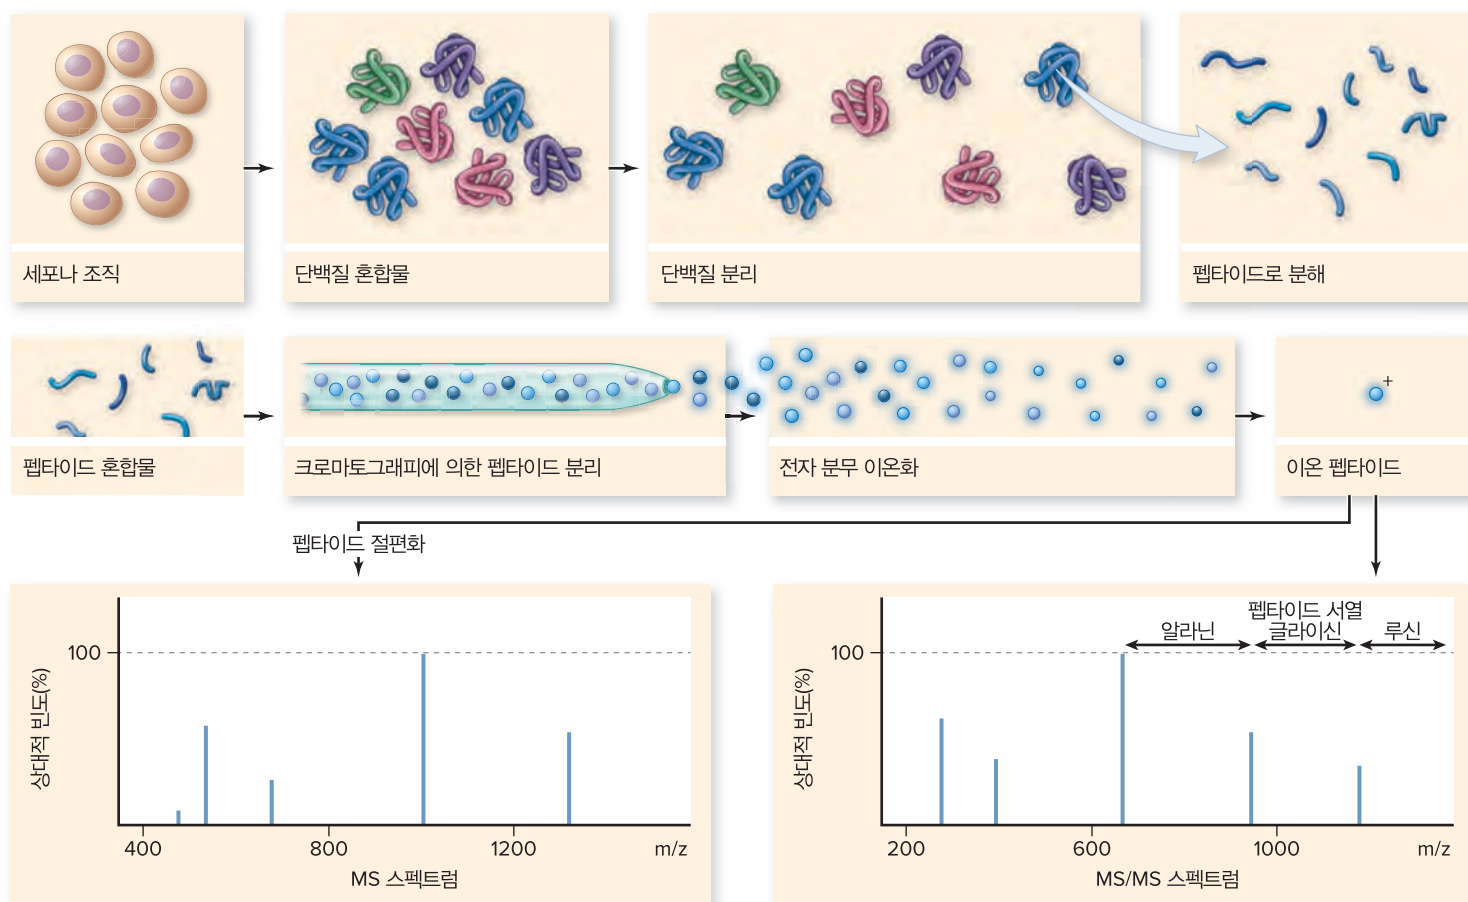 세포나 조직
단백질 혼합물
단백질 분리
펩타이드로 분해
펩타이드 혼합물
크로마토그래피에 의한 펩타이드 분리
전자 분무 이온화
+
이온 펩타이드
펩타이드 절편화
100
상대적 빈도(%)
400 800 1200 m/z
MS 스펙트럼
펩타이드 서열
알라닌 글라이신 루신
100
상대적 빈도(%)
200 600 1000 m/z
MS/MS 스펙트럼